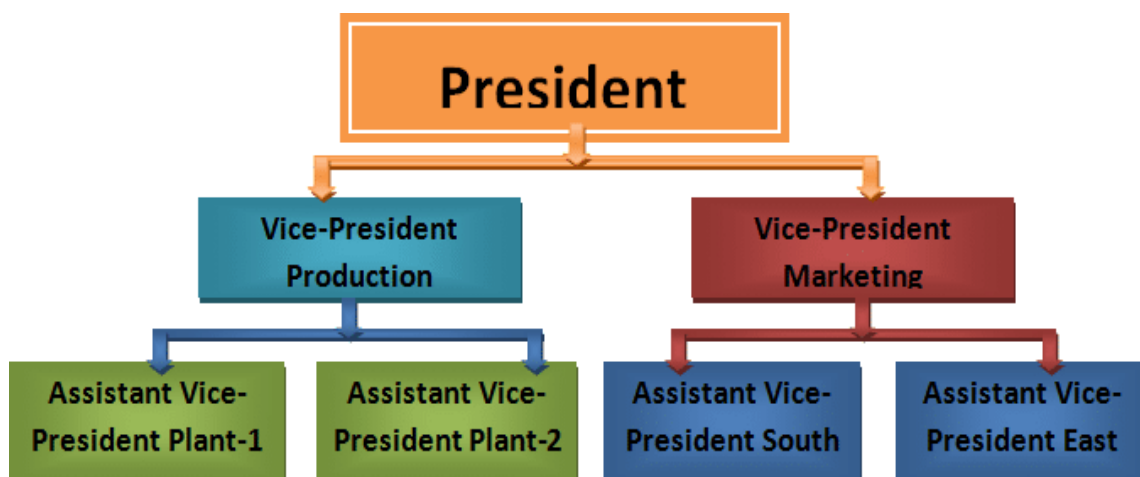 President
Vice-President
Production
Vice-President
Marketing
Assistant Vice-
President Plant-1
Assistant Vice-
President Plant-2
Assistant Vice-
President South
Assistant Vice-
President East